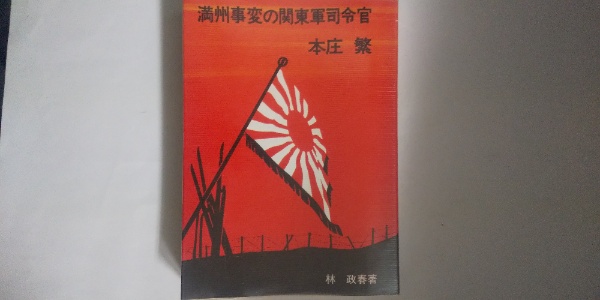 満州事変の関東軍司令官
本庄 繁
林 政春著